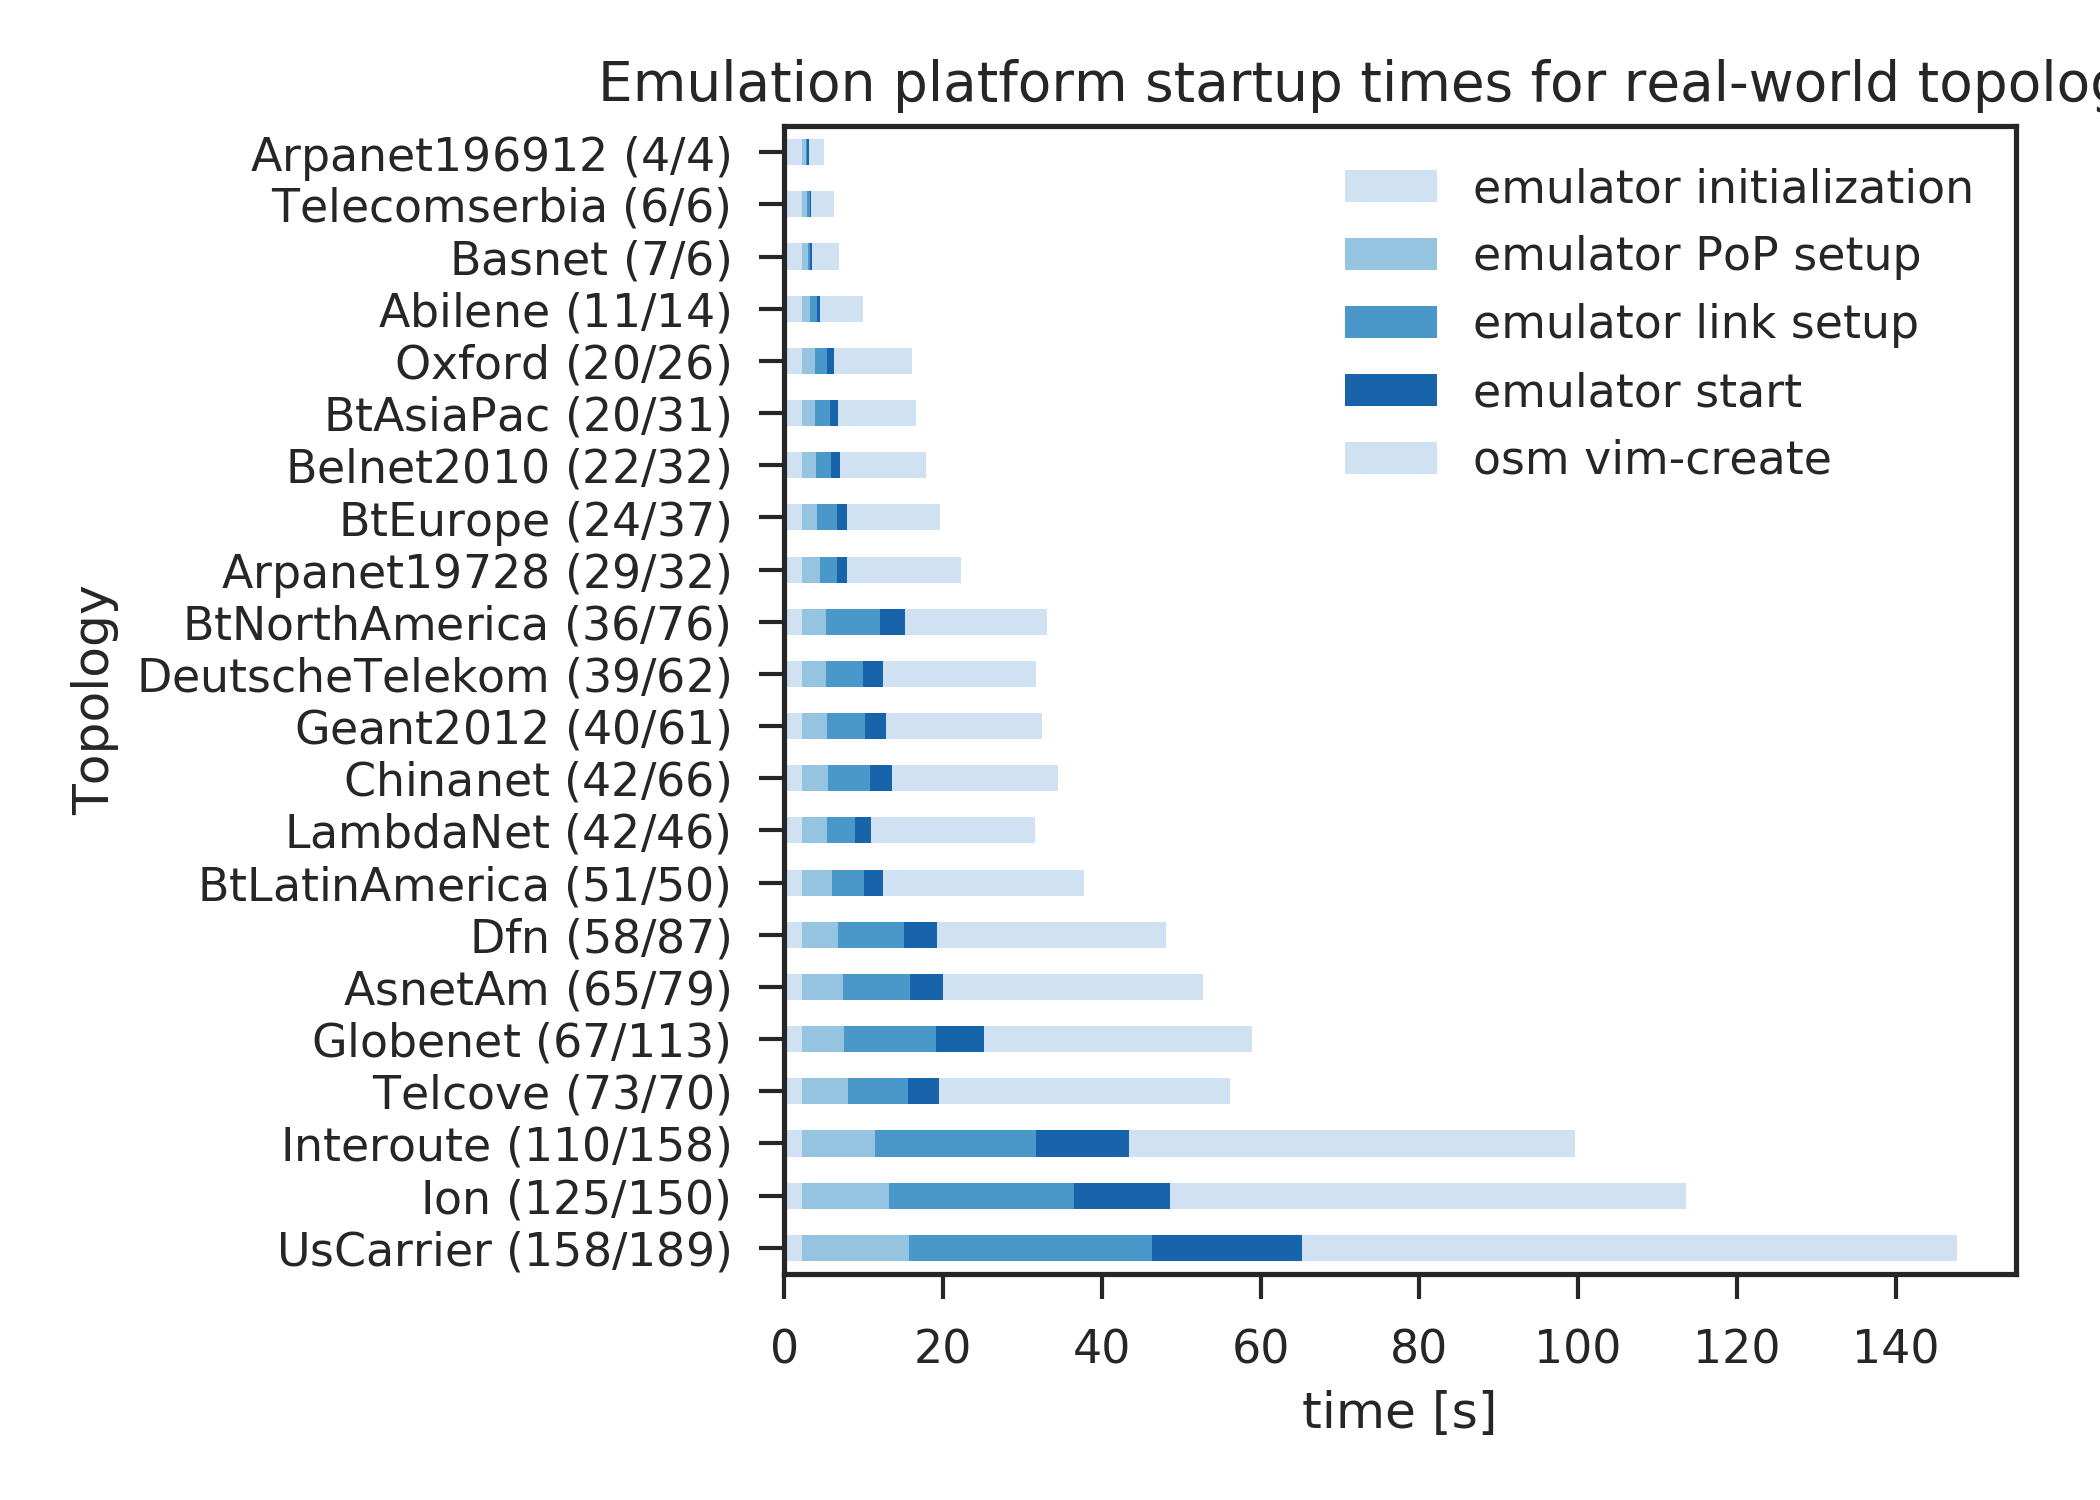 Emulation platform startup times for real-world topolog
Arpanet196912 (4/4)
Telecomserbia (6/6)
Basnet (7/6)
Abilene (11/14)
Oxford (20/26)
BtAsiaPac (20/31)
Belnet2010 (22/32)
BtEurope (24/37)
Arpanet19728 (29/32)
BtNorthAmerica (36/76)
DeutscheTelekom (39/62)
Geant2012 (40/61)
Chinanet (42/66)
LambdaNet (42/46)
BtLatinAmerica (51/50)
Dfn (58/87)
AsnetAm (65/79)
Globenet (67/113)
Telcove (73/70)
Interoute (110/158)
Ion (125/150)
UsCarrier (158/189)
Topology
emulator initialization
emulator PoP setup
emulator link setup
emulator start
osm vim-create
0 20 40 60 80 100 120 140
time [s]